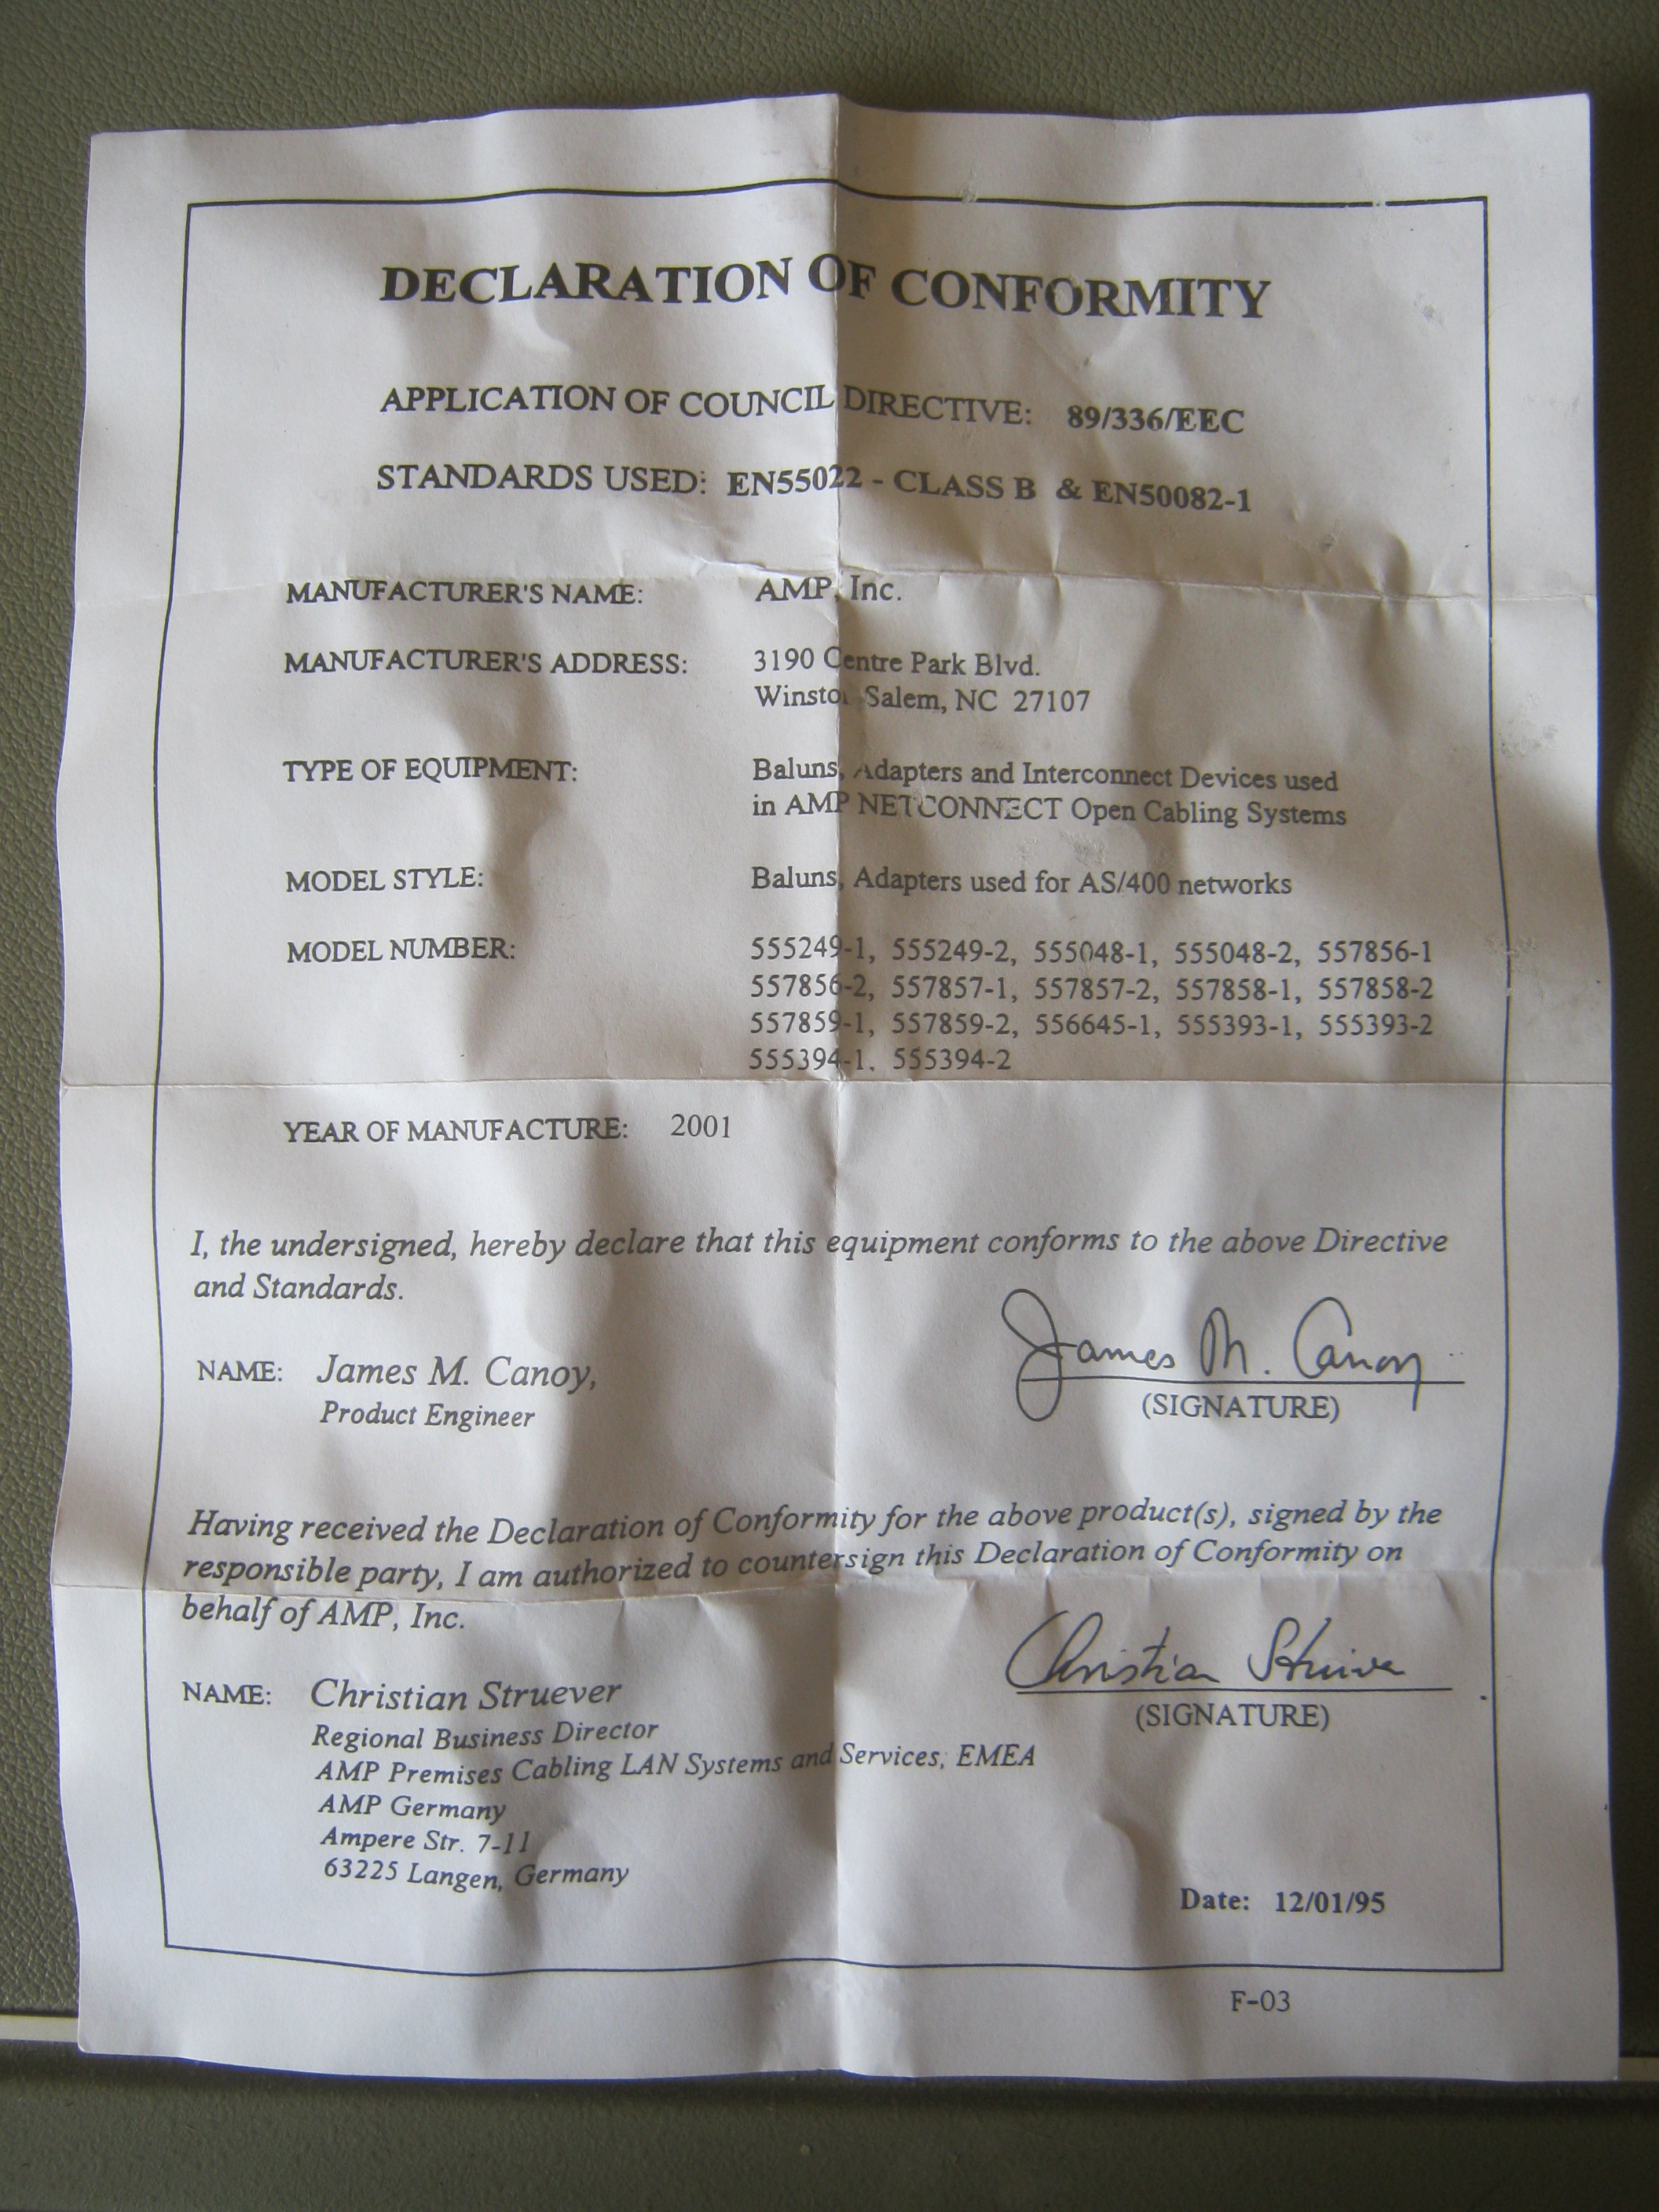 DECLARATION OF CONFORMITY
APPLICATION OF COUNCIL DIRECTIVE: 89/336/EEC
STANDARDS USED: EN55022 - CLASS B & EN50082-1
MANUFACTURER'S NAME: AMP, Inc.
MANUFACTURER'S ADDRESS: 3190 Centre Park Blvd.
Winston Salem, NC 27107
TYPE OF EQUIPMENT: Baluns, Adapters and Interconnect Devices used
in AMP NETCONNECT Open Cabling Systems
MODEL STYLE: Baluns, Adapters used for AS/400 networks
MODEL NUMBER: 555249-1, 555249-2, 555048-1, 555048-2, 557856-1
557856-2, 557857-1, 557857-2, 557858-1, 557858-2
557859-1, 557859-2, 556645-1, 555393-1, 555393-2
555394-1, 555394-2
YEAR OF MANUFACTURE: 2001
I, the undersigned, hereby declare that this equipment conforms to the above Directive
and Standards.
James M. Canoy
NAME: James M. Canoy,
(SIGNATURE)
Product Engineer
Having received the Declaration of Conformity for the above product(s), signed by the
responsible party, I am authorized to countersign this Declaration of Conformity on
behalf of AMP, Inc.
Christian Struever
NAME: Christian Struever
(SIGNATURE)
Regional Business Director
AMP Premises Cabling LAN Systems and Services, EMEA
AMP Germany
Ampere Str. 7-11
63225 Langen, Germany
Date: 12/01/95
F-03